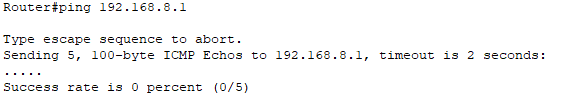 Router#ping 192.168.8.1
Type escape sequence to abort.
Sending 5, 100-byte ICMP Echos to 192.168.8.1, timeout is 2 seconds:
.....
Success rate is 0 percent (0/5)